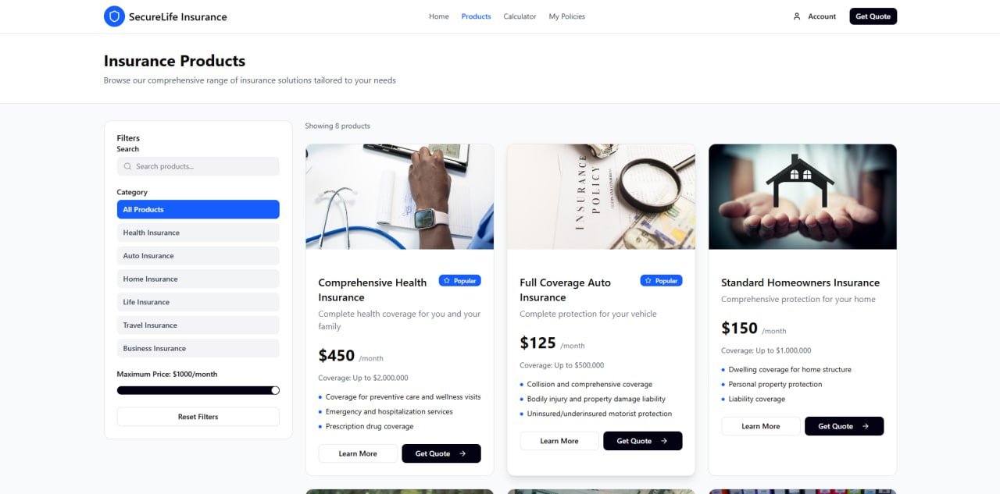 SecureLife Insurance
Home
Products
Calculator
My Policies
Account
Get Quote
Insurance Products
Browse our comprehensive range of insurance solutions tailored to your needs
Filters
Search
Search products...
Category
All Products
Health Insurance
Auto Insurance
Home Insurance
Life Insurance
Travel Insurance
Business Insurance
Maximum Price: $1000/month
Reset Filters
Showing 8 products
Comprehensive Health
Insurance
Popular
Complete health coverage for you and your
family
$450 /month
Coverage: Up to $2,000,000
Coverage for preventive care and wellness visits
Emergency and hospitalization services
Prescription drug coverage
Learn More
Get Quote
INSURANCE
POLICY
Full Coverage Auto
Insurance
Popular
Complete protection for your vehicle
$125 /month
Coverage: Up to $500,000
Collision and comprehensive coverage
Bodily injury and property damage liability
Uninsured/underinsured motorist protection
Learn More
Get Quote
Standard Homeowners Insurance
Comprehensive protection for your home
$150 /month
Coverage: Up to $1,000,000
Dwelling coverage for home structure
Personal property protection
Liability coverage
Learn More
Get Quote